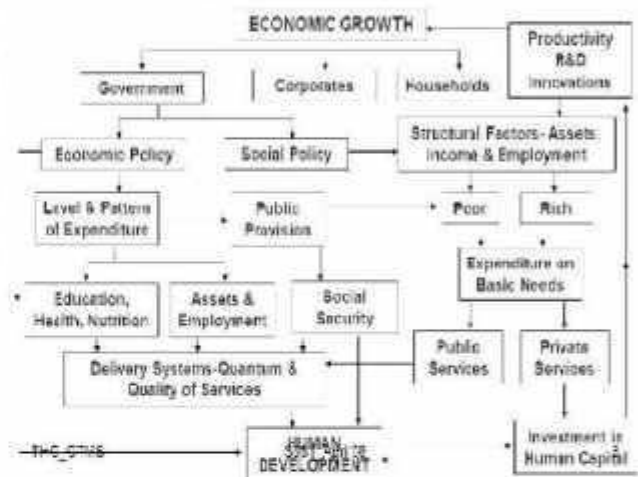 ECONOMIC GROWTH
Productivity
R&D
Innovations
Government
Corporates
Households
Economic Policy
Social Policy
Structural Factors- Assets
Income & Employment
Level & Pattern
of Expenditure
Public
Provision
Poor
Rich
Expenditure on
Basic Needs
Education,
Health, Nutrition
Assets &
Employment
Social
Security
Public
Services
Private
Services
Delivery Systems-Quantum &
Quality of Services
HUMAN
DEVELOPMENT
Investment in
Human Capital